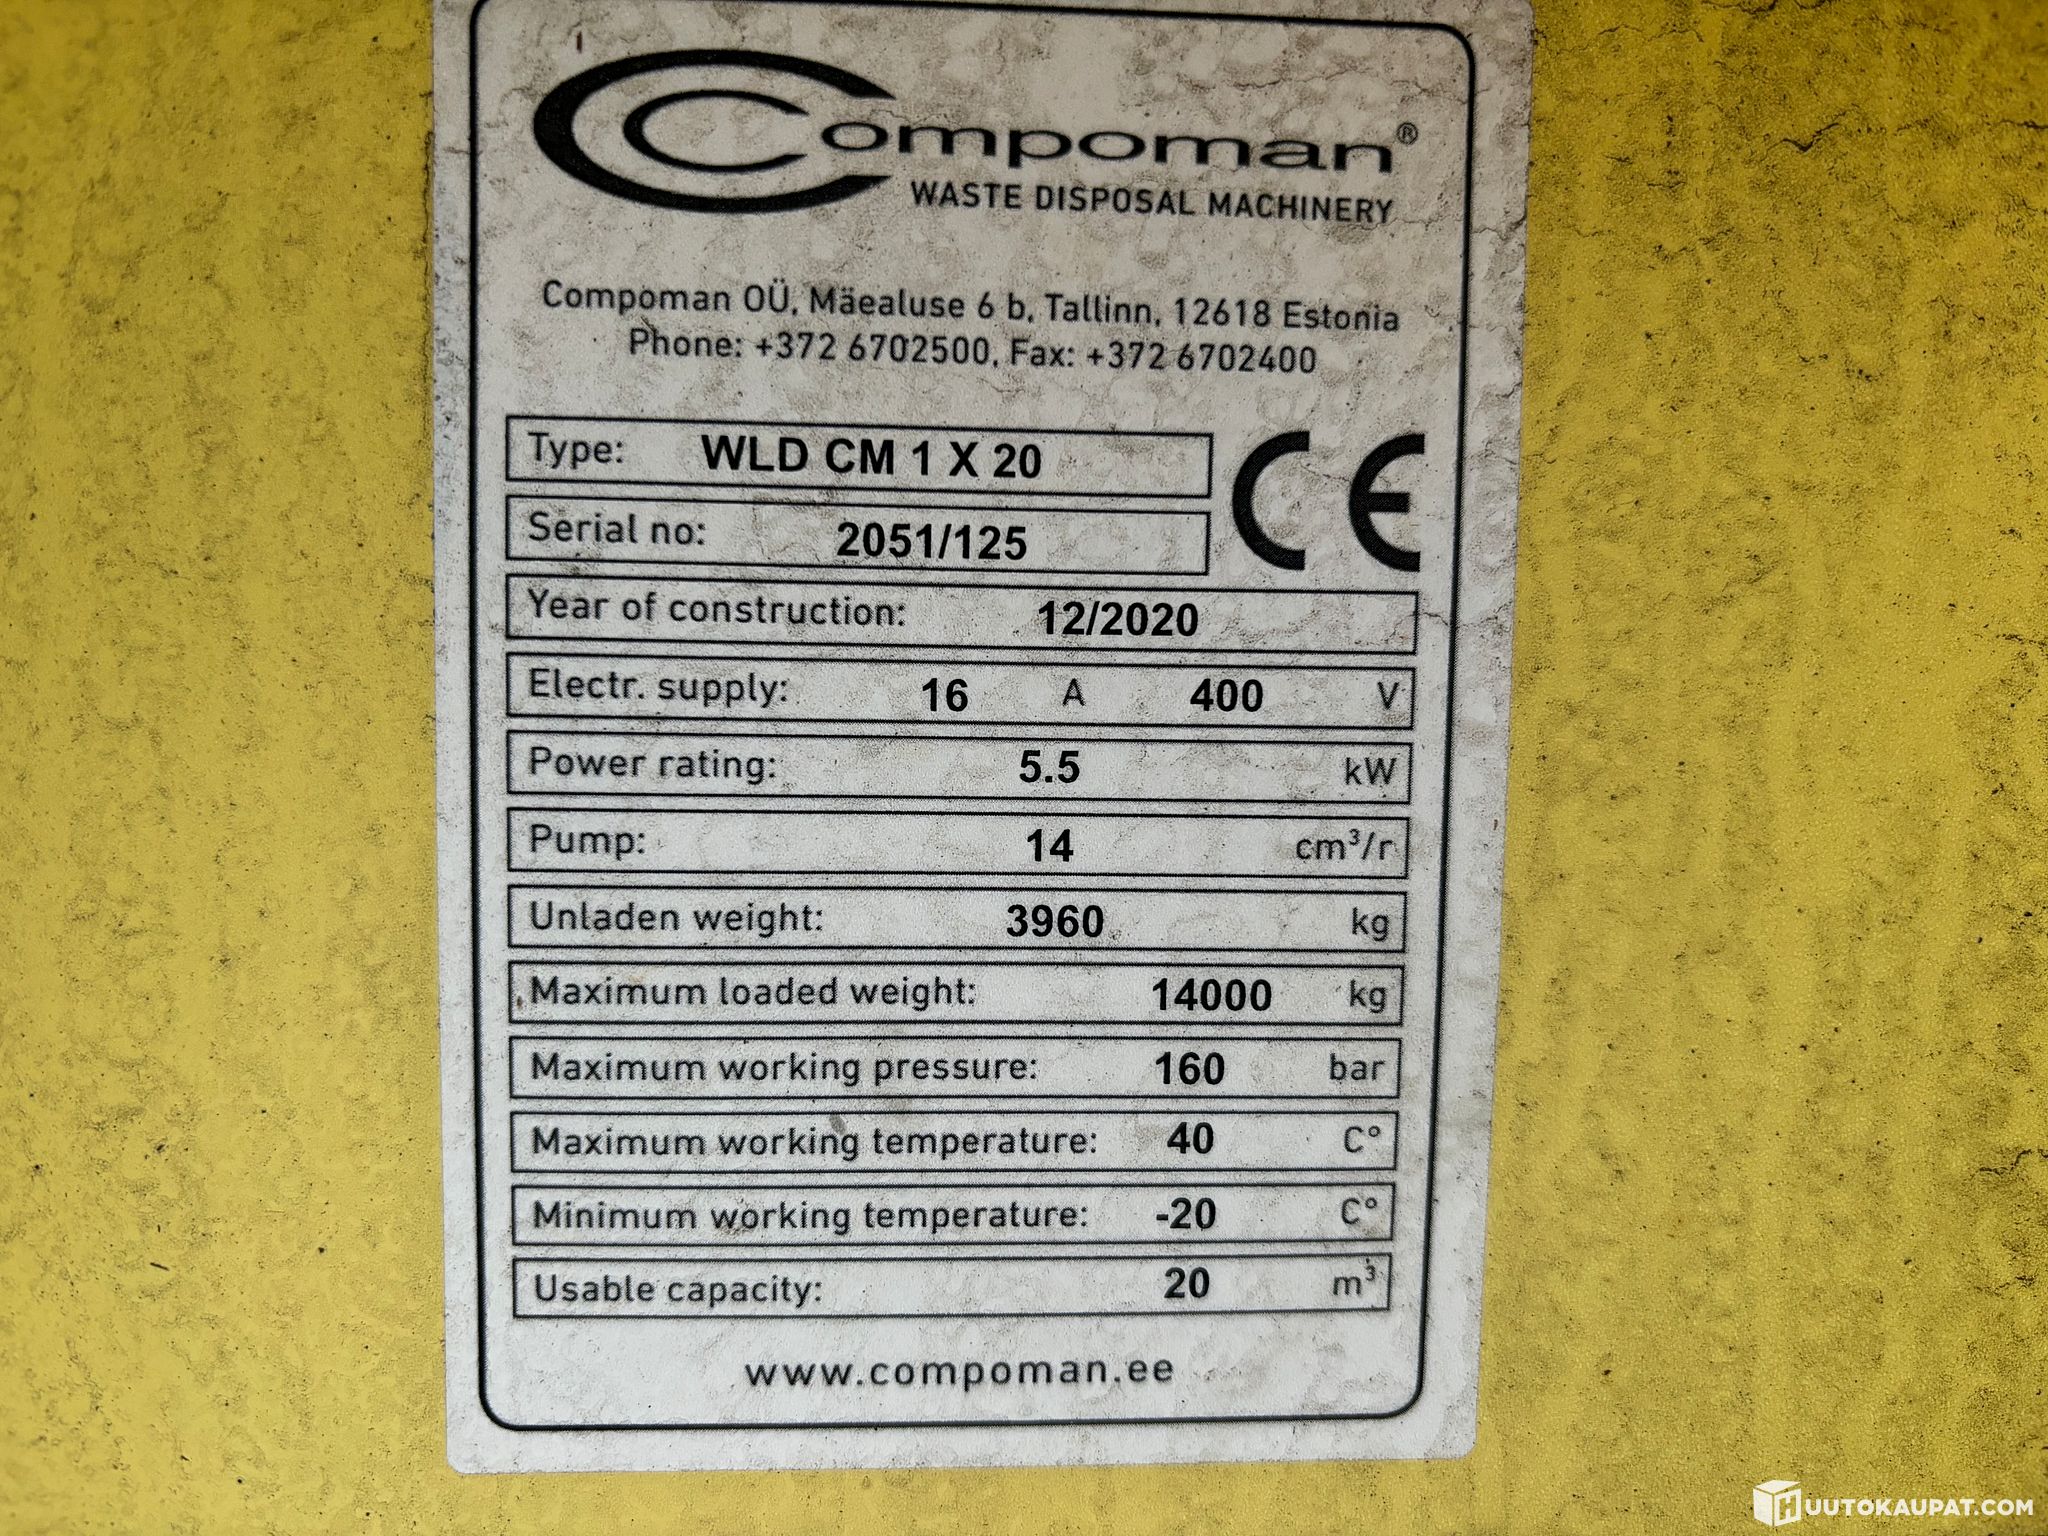 Compoman®
WASTE DISPOSAL MACHINERY
Compoman OÜ, Mäealuse 6 b, Tallinn, 12618 Estonia
Phone: +372 6702500, Fax: +372 6702400
Type: WLD CM 1 X 20
CE
Serial no: 2051/125
Year of construction: 12/2020
Electr. supply: 16 A 400 V
Power rating: 5.5 kW
Pump: 14 cm³/r
Unladen weight: 3960 kg
Maximum loaded weight: 14000 kg
Maximum working pressure: 160 bar
Maximum working temperature: 40 C°
Minimum working temperature: -20 C°
Usable capacity: 20 m³
www.compoman.ee
HUUTOKAUPAT.COM